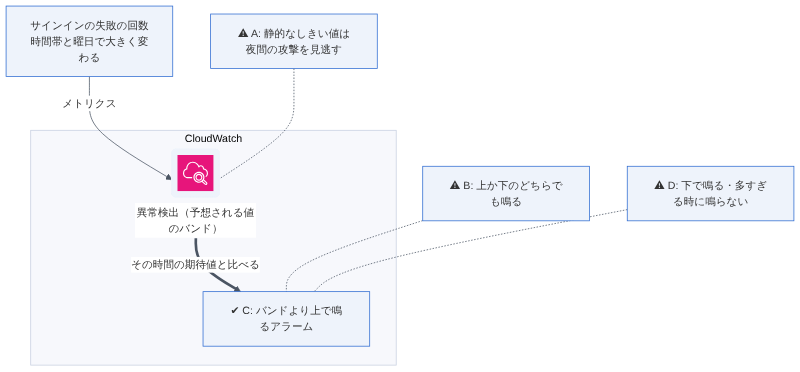 サインインの失敗の回数
時間帯と曜日で大きく変
わる
⚠ A: 静的なしきい値は
夜間の攻撃を見逃す
メトリクス
CloudWatch
⚠ B: 上か下のどちらで
も鳴る
⚠ D: 下で鳴る・多すぎ
る時に鳴らない
異常検出（予想される値
のバンド）
その時間の期待値と比べる
✔ C: バンドより上で鳴
るアラーム